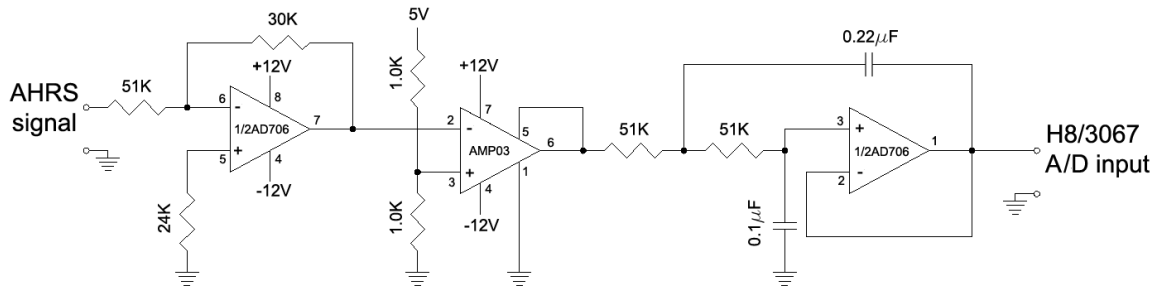 30K
5V
0.22µF
+12V
1.0K
+12V
AHRS
signal
51K
6
-
8
7
1/2AD706
5
+
4
-12V
24K
2
-
7
5
AMP03
6
3
+
4
1
-12V
1.0K
51K
51K
3
+
1
1/2AD706
2
-
0.1µF
H8/3067
A/D input